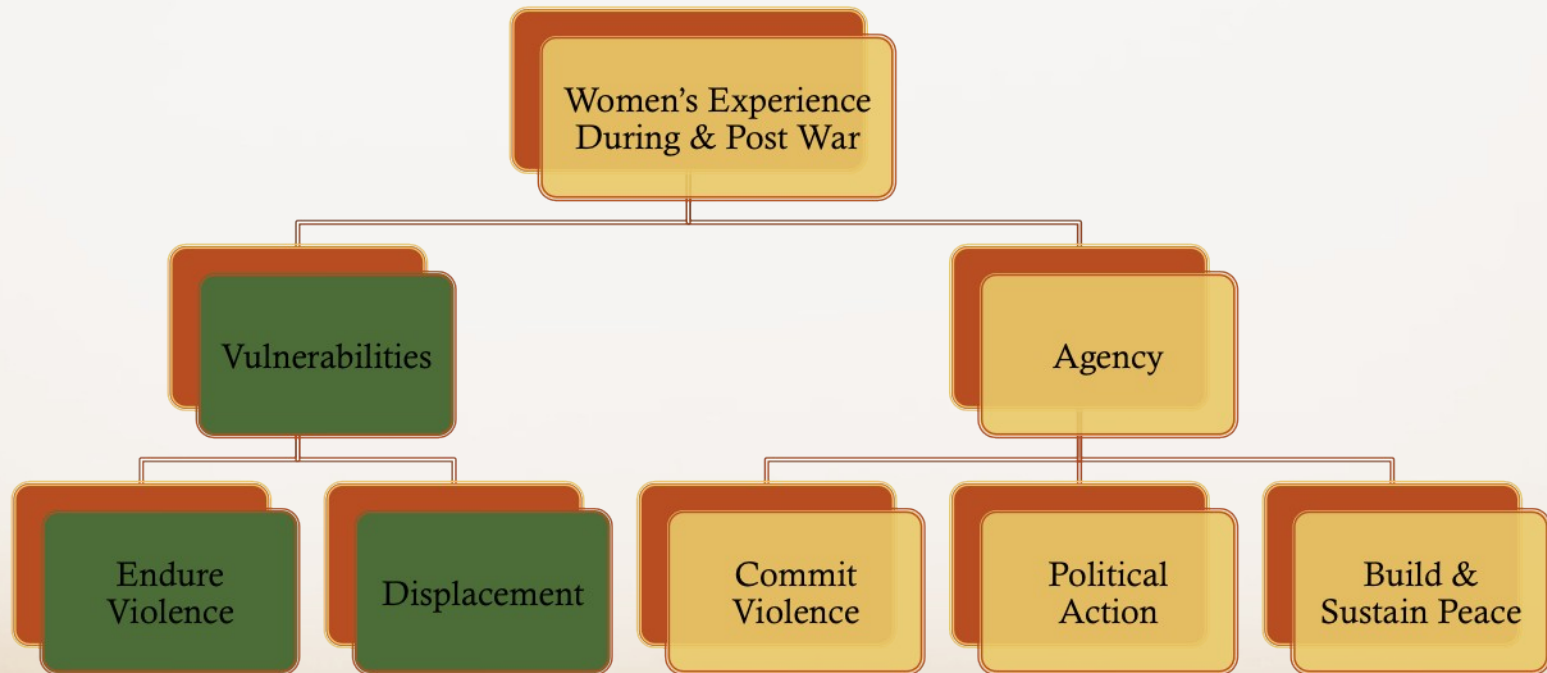 Women’s Experience
During & Post War
Vulnerabilities
Agency
Endure
Violence
Displacement
Commit
Violence
Political
Action
Build &
Sustain Peace